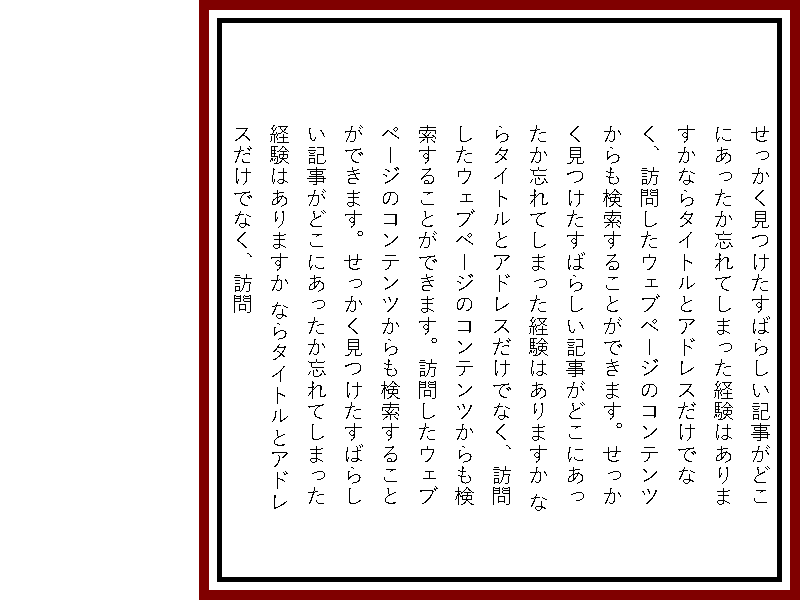 せっかく見つけたすばらしい記事がどこ
にあったか忘れてしまった経験はありま
すかならタイトルとアドレスだけでな
く、訪問したウェブページのコンテンツ
からも検索することができます。せっか
く見つけたすばらしい記事がどこにあっ
たか忘れてしまった経験はありますか な
らタイトルとアドレスだけでなく、訪問
したウェブページのコンテンツからも検
索することができます。訪問したウェブ
ページのコンテンツからも検索すること
ができます。せっかく見つけたすばらし
い記事がどこにあったか忘れてしまった
経験はありますか ならタイトルとアドレ
スだけでなく、訪問